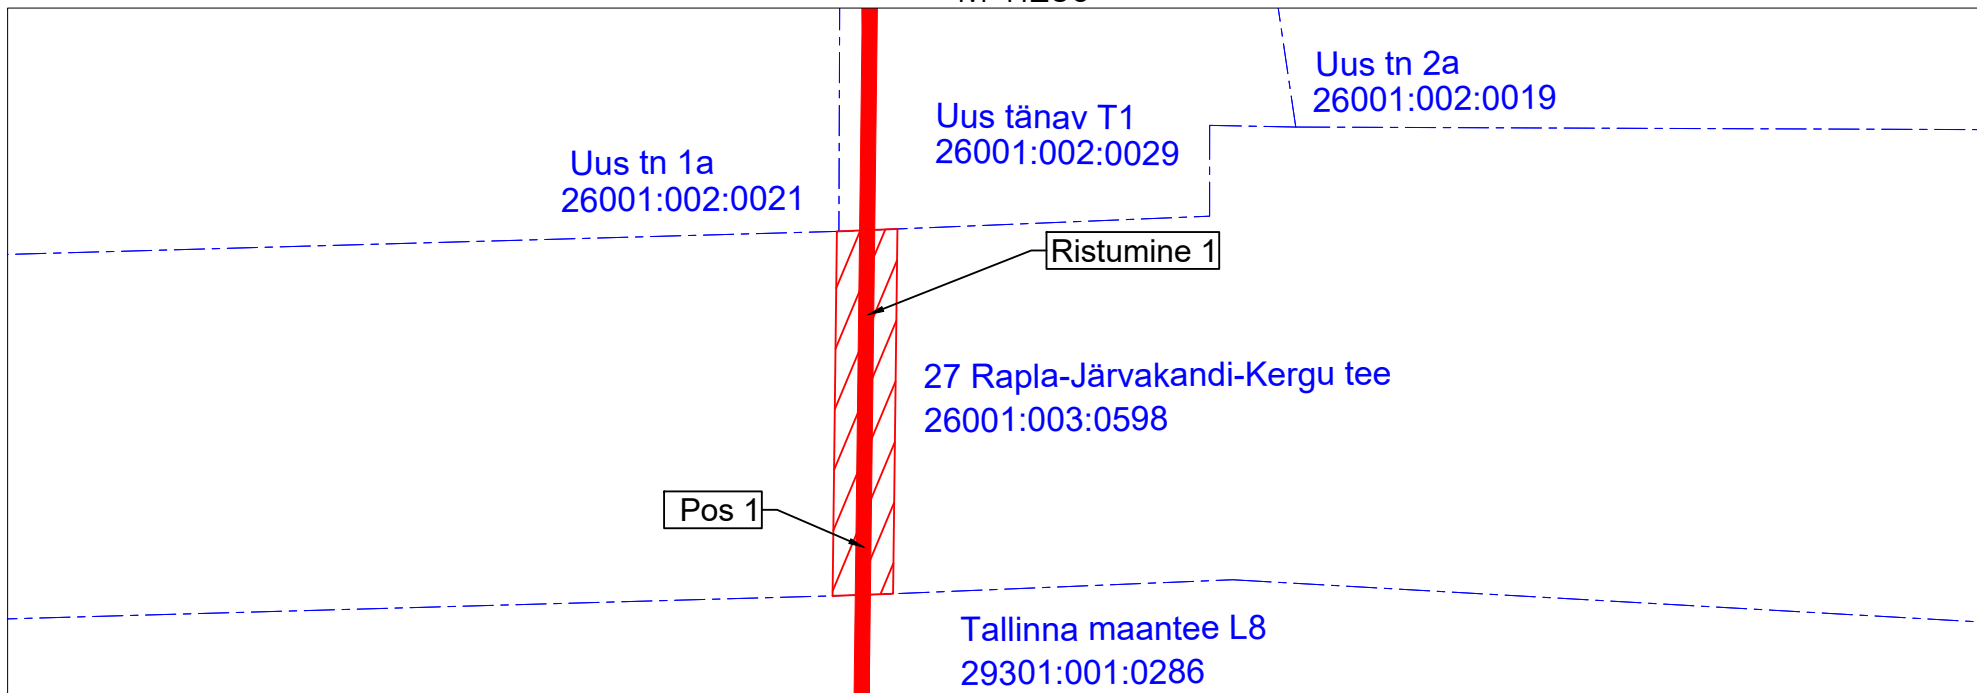 Uus tn 2a
26001:002:0019
Uus tänav T1
26001:002:0029
Uus tn 1a
26001:002:0021
Ristumine 1
27 Rapla-Järvakandi-Kergu tee
26001:003:0598
Pos 1
Tallinna maantee L8
29301:001:0286